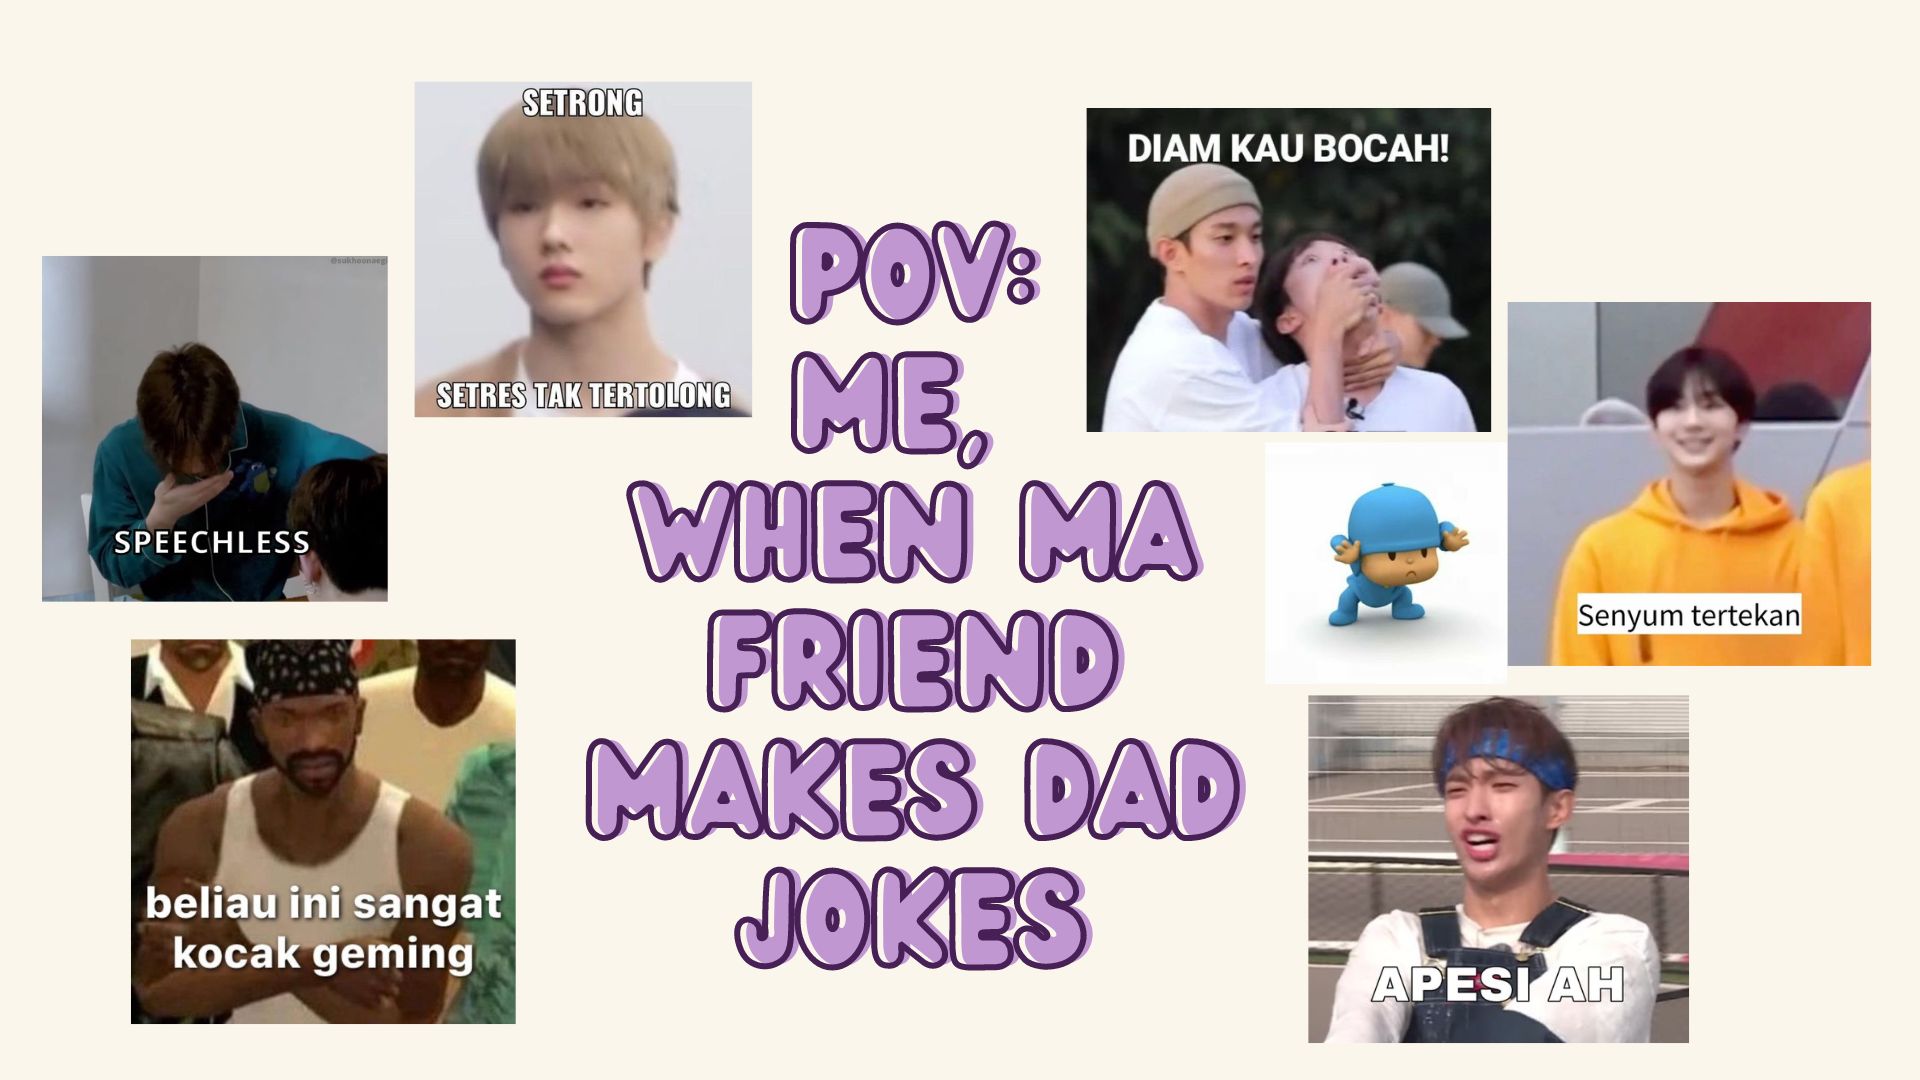 POV:
ME,
WHEN MA
FRIEND
MAKES DAD
JOKES
SETRONG
SETRES TAK TERTOLONG
SPEECHLESS
beliau ini sangat
kocak geming
DIAM KAU BOCAH!
Senyum tertekan
APESI AH